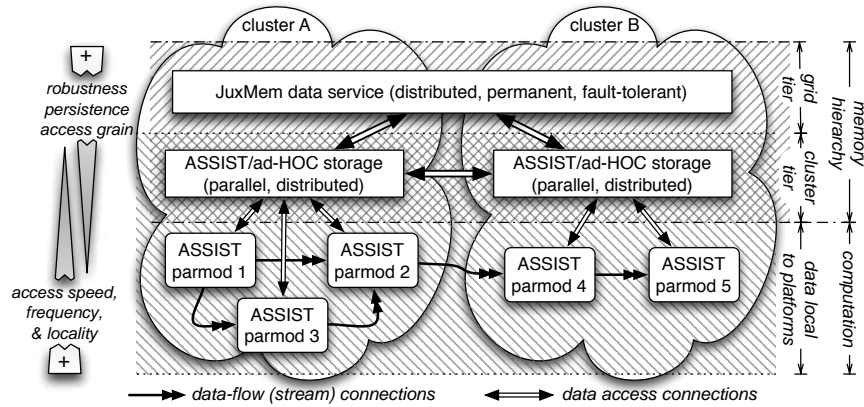 cluster A
cluster B
+
robustness
persistence
access grain
JuxMem data service (distributed, permanent, fault-tolerant)
grid
tier
ASSIST/ad-HOC storage
(parallel, distributed)
ASSIST/ad-HOC storage
(parallel, distributed)
cluster
tier
memory
hierarchy
ASSIST
parmod 1
ASSIST
parmod 2
ASSIST
parmod 3
ASSIST
parmod 4
ASSIST
parmod 5
data local
to platforms
computation
access speed,
frequency,
& locality
+
data-flow (stream) connections
data access connections